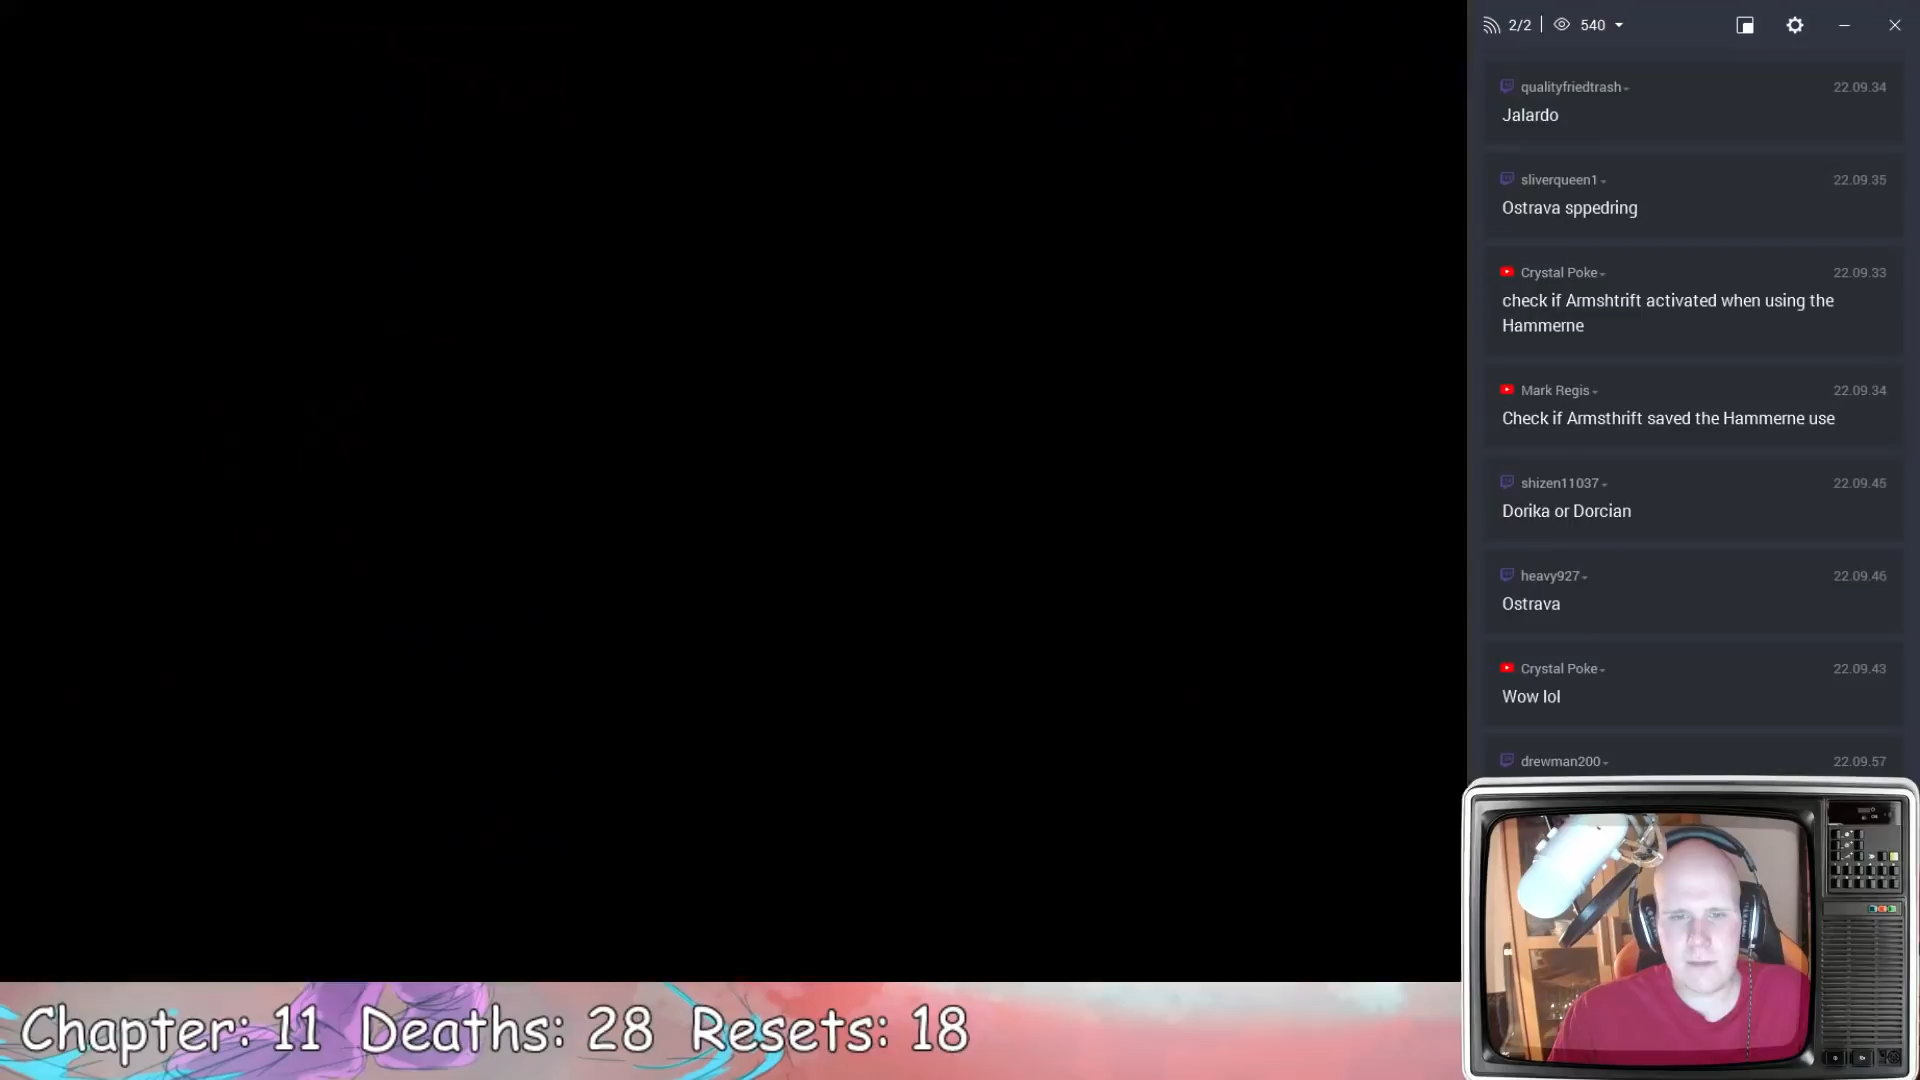 2/2 540
qualityfriedtrash 22.09.34
Jalardo
sliverqueen1 22.09.35
Ostrava sppedring
Crystal Poke 22.09.33
check if Armshtrift activated when using the
Hammerne
Mark Regis 22.09.34
Check if Armsthrift saved the Hammerne use
shizen11037 22.09.45
Dorika or Dorcian
heavy927 22.09.46
Ostrava
Crystal Poke 22.09.43
Wow lol
drewman200 22.09.57
Chapter: 11 Deaths: 28 Resets: 18